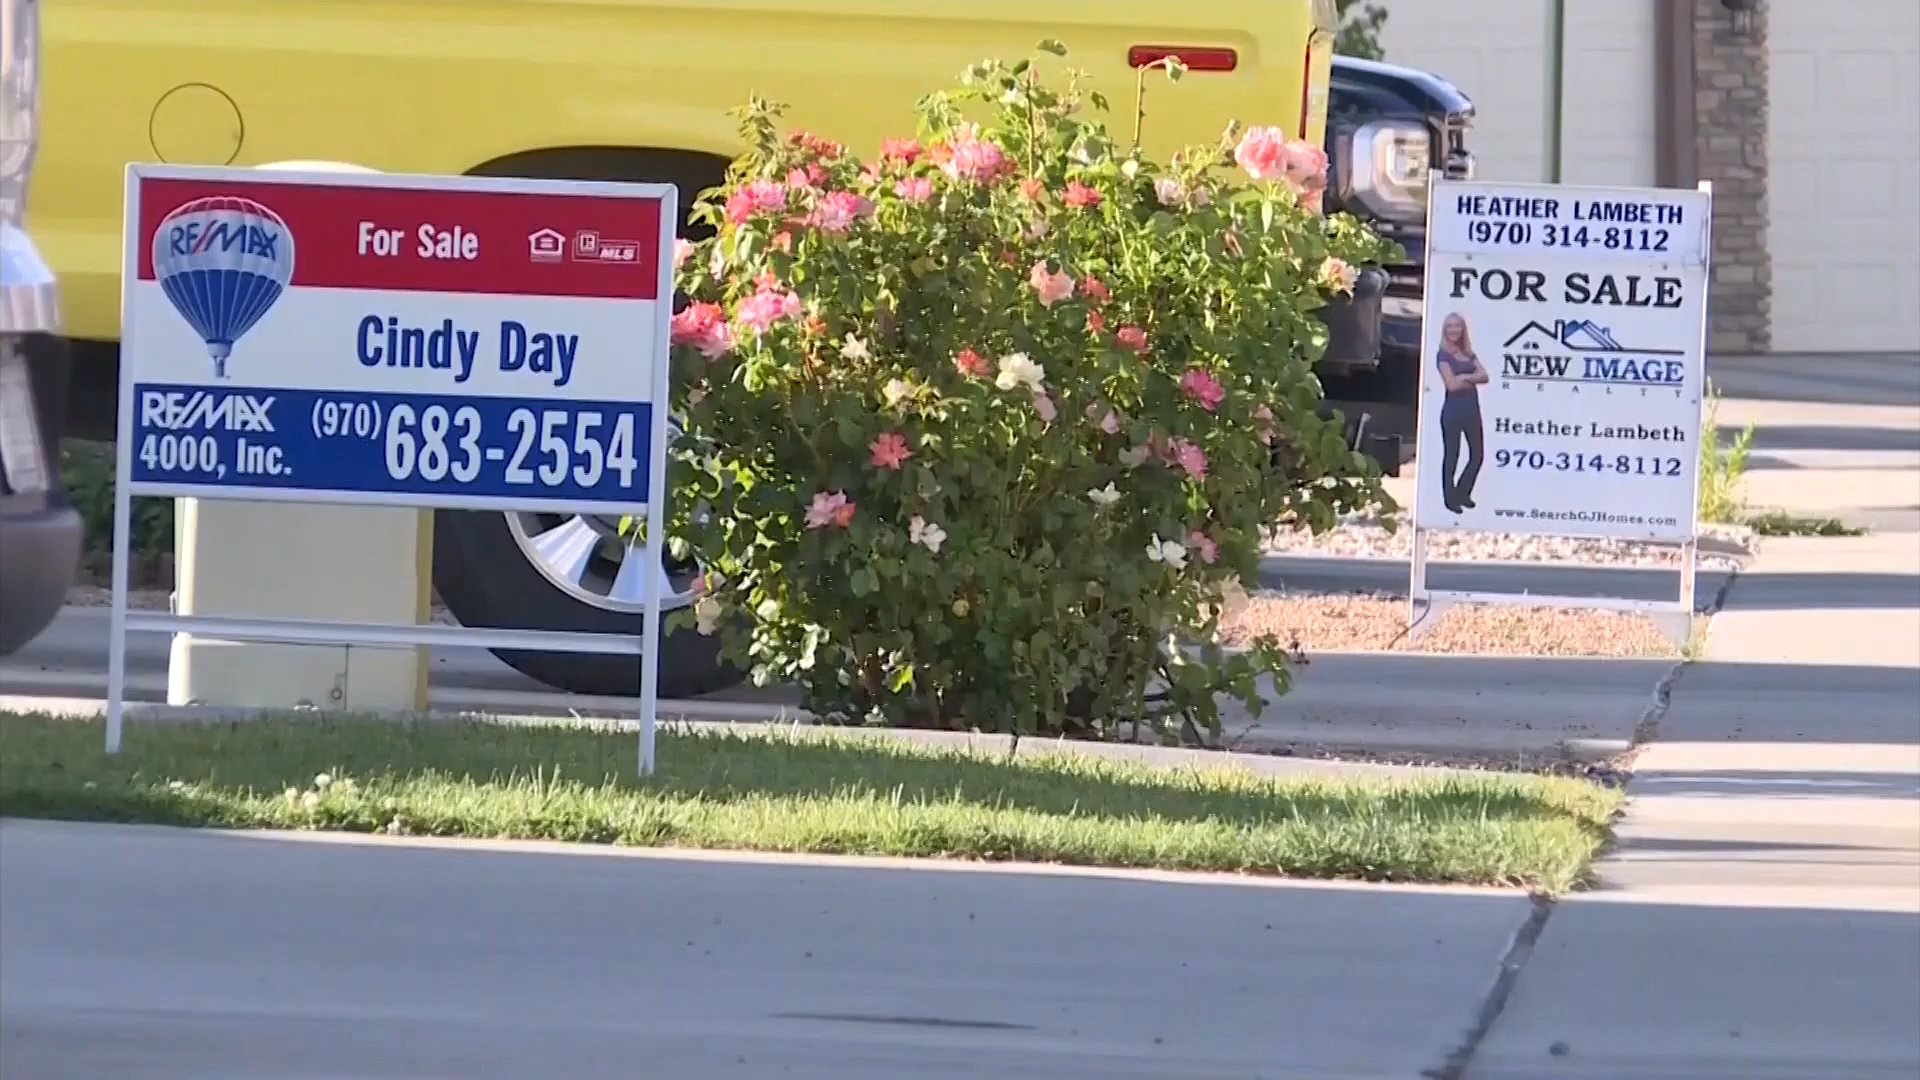 RE/MAX
For Sale
MLS
Cindy Day
RE/MAX
4000, Inc.
(970) 683-2554
HEATHER LAMBETH
(970) 314-8112
FOR SALE
NEW IMAGE
REALTY
Heather Lambeth
970-314-8112
www.SearchGJHomes.com